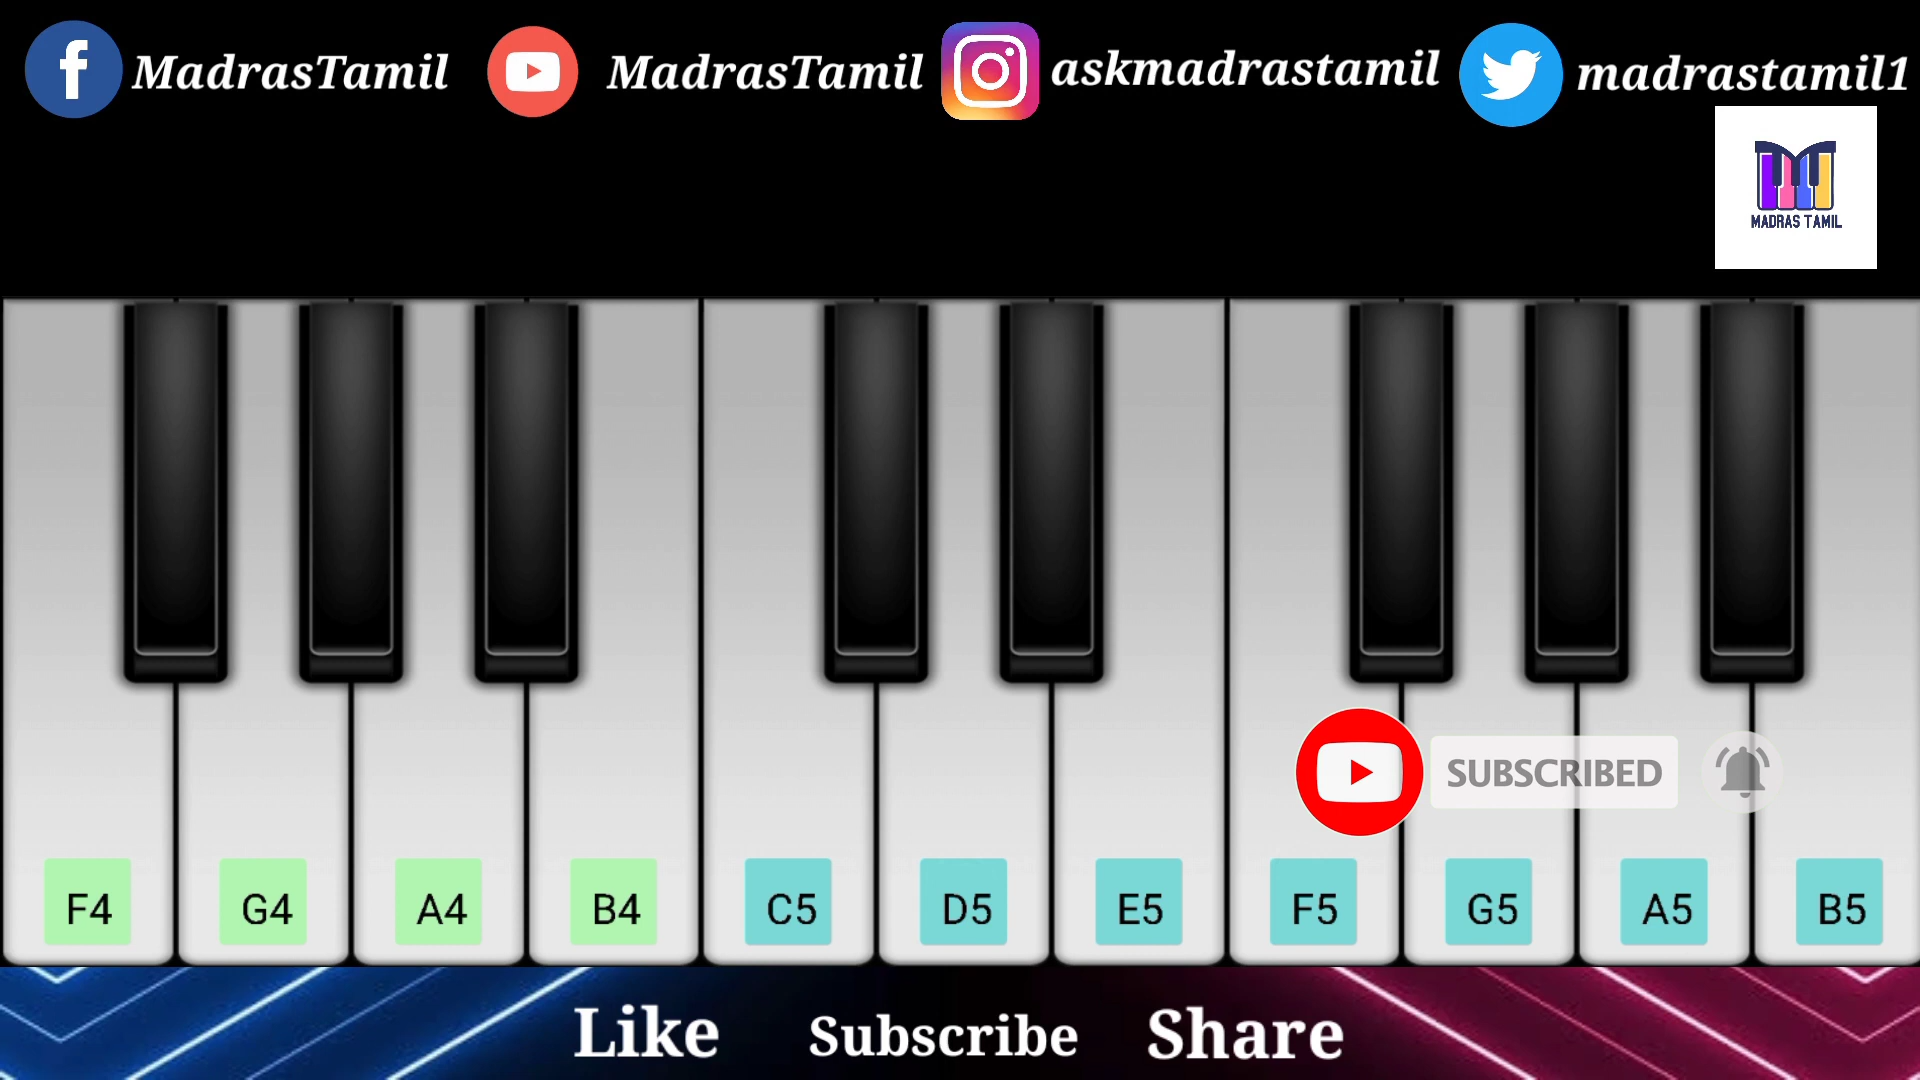 MadrasTamil MadrasTamil askmadrastamil madrastamil1
MADRAS TAMIL
SUBSCRIBED
F4 G4 A4 B4 C5 D5 E5 F5 G5 A5 B5
Like Subscribe Share